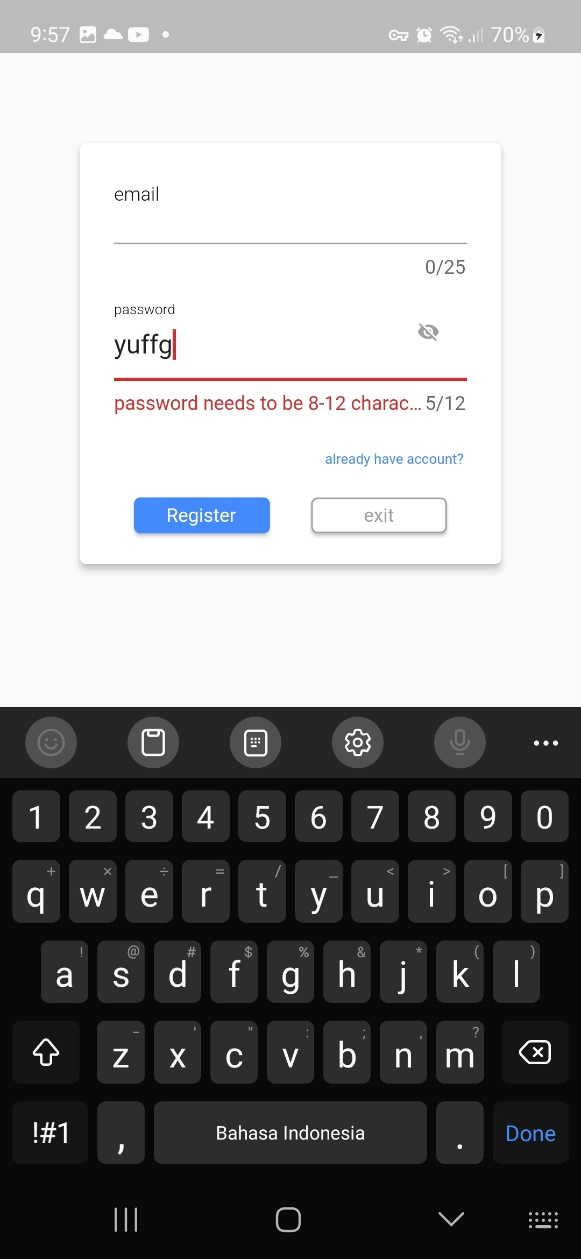 9:57 70%
email
0/25
password
yuffg
password needs to be 8-12 charac... 5/12
already have account?
Register exit
1 2 3 4 5 6 7 8 9 0
+ × ÷ = / _ < > [ ]
q w e r t y u i o p
! @ # $ % & * ( )
a s d f g h j k l
- ' " : ; , ?
z x c v b n m
!#1 , Bahasa Indonesia . Done